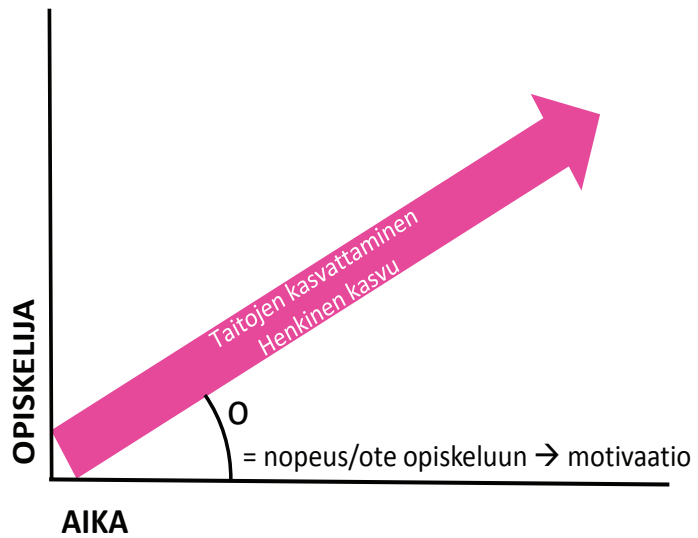 Taitojen kasvattaminen
Henkinen kasvu
OPISKELIJA
O
= nopeus/ote opiskeluun → motivaatio
AIKA